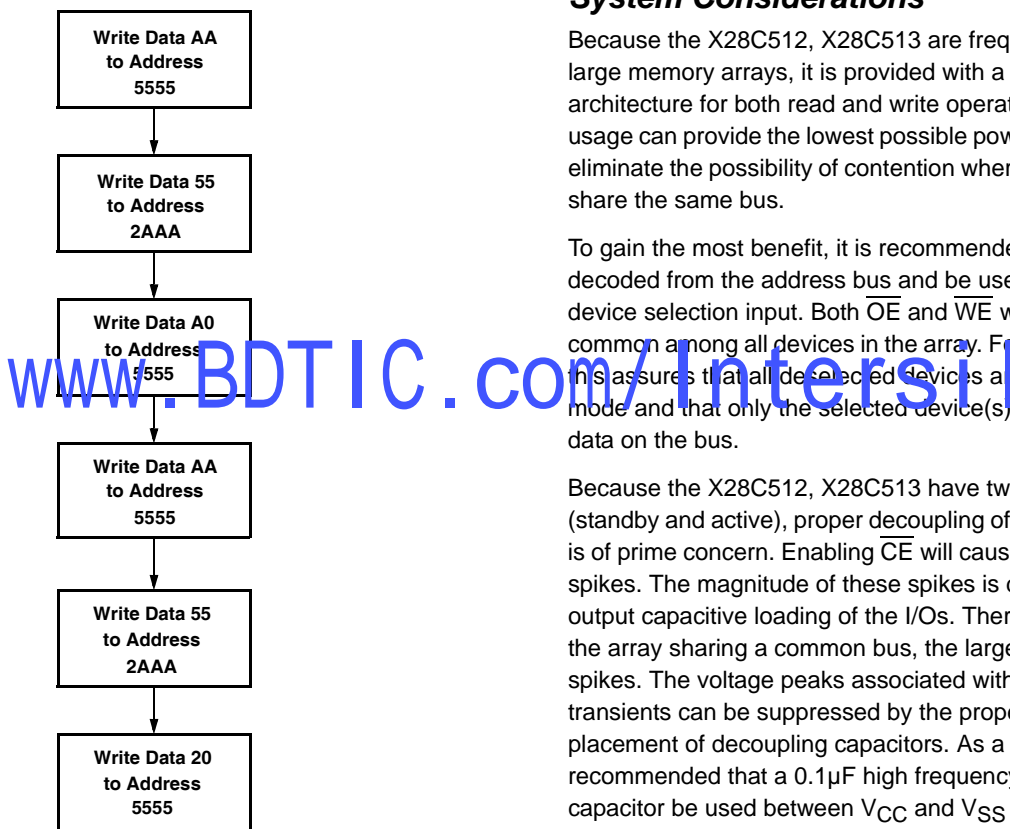 Write Data AA
to Address
5555
Write Data 55
to Address
2AAA
Write Data A0
to Address
5555
Write Data AA
to Address
5555
Write Data 55
to Address
2AAA
Write Data 20
to Address
5555
System Considerations
Because the X28C512, X28C513 are freq
large memory arrays, it is provided with a
architecture for both read and write operat
usage can provide the lowest possible pow
eliminate the possibility of contention wher
share the same bus.
To gain the most benefit, it is recommende
decoded from the address bus and be use
device selection input. Both OE and WE w
common among all devices in the array. Fo
this assures that all deselected devices ar
mode and that only the selected device(s)
data on the bus.
Because the X28C512, X28C513 have tw
(standby and active), proper decoupling of
is of prime concern. Enabling CE will caus
spikes. The magnitude of these spikes is d
output capacitive loading of the I/Os. Ther
the array sharing a common bus, the large
spikes. The voltage peaks associated with
transients can be suppressed by the prope
placement of decoupling capacitors. As a
recommended that a 0.1µF high frequency
capacitor be used between VCC and VSS
www.BDTIC.com/Intersil